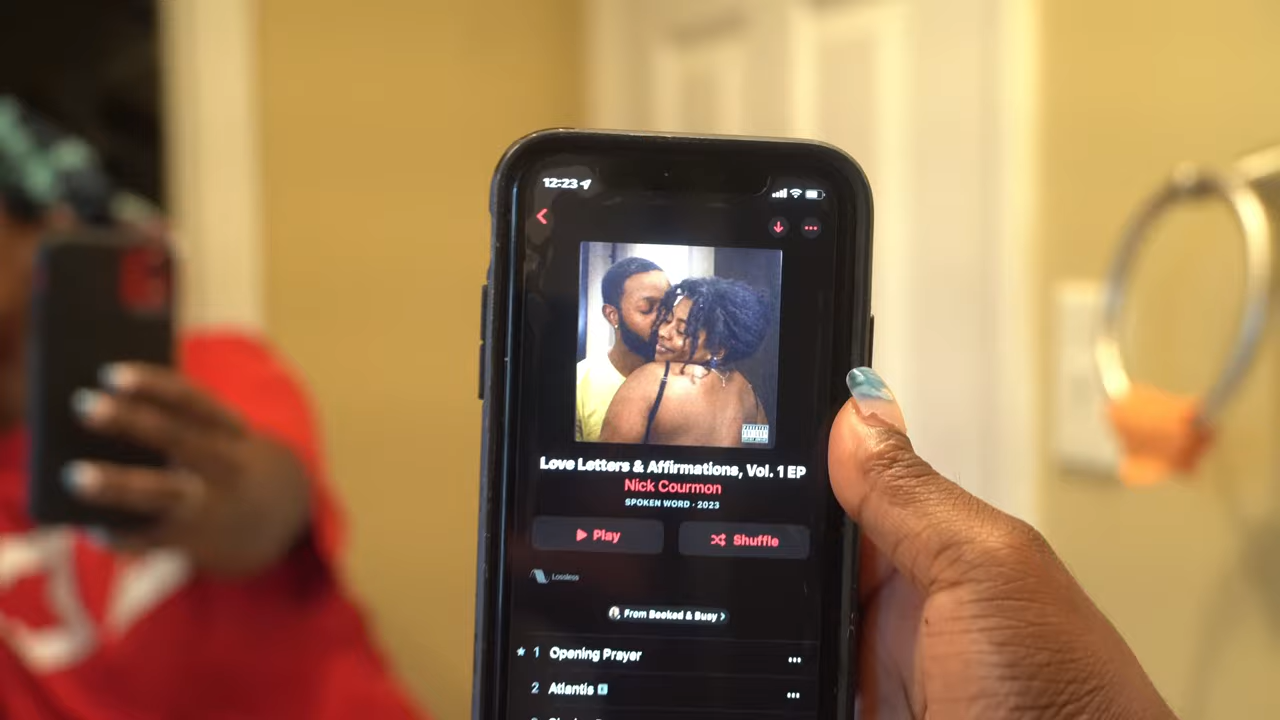 12:23
Love Letters & Affirmations, Vol. 1 EP
Nick Courmon
SPOKEN WORD · 2023
Play
Shuffle
Lossless
From Booked & Busy
1 Opening Prayer
2 Atlantis